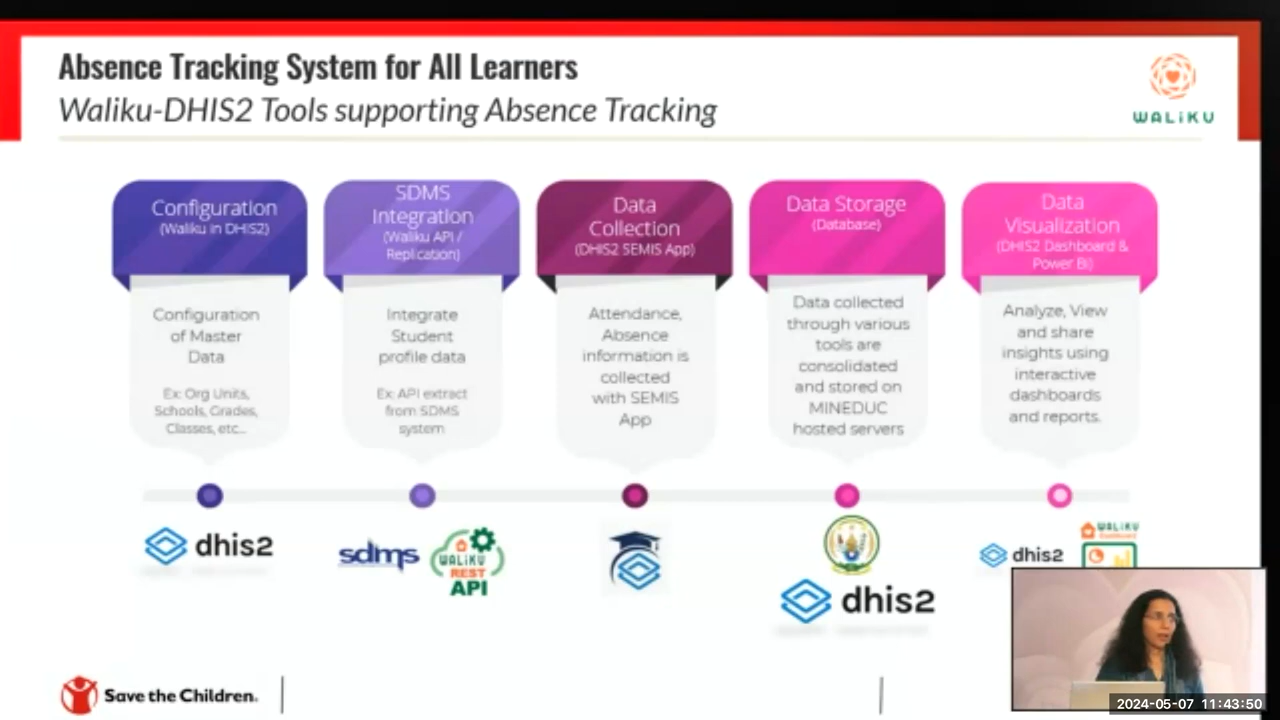 Absence Tracking System for All Learners
Waliku-DHIS2 Tools supporting Absence Tracking
WALiKU
Configuration
(Waliku in DHIS2)
Configuration
of Master
Data
Ex: Org Units,
Schools, Grades,
Classes, etc...
dhis2
SDMS
Integration
(Waliku API /
Replication)
Integrate
Student
profile data
Ex: API extract
from SDMS
system
sdms
WALiKU
REST
API
Data
Collection
(DHIS2 SEMIS App)
Attendance,
Absence
information is
collected
with SEMIS
App
Data Storage
(Database)
Data collected
through various
tools are
consolidated
and stored on
MINEDUC
hosted servers
dhis2
Data
Visualization
(DHIS2 Dashboard &
Power BI)
Analyze, View
and share
insights using
interactive
dashboards
and reports.
dhis2
WALiKU
Save the Children.
2024-05-07 11:43:50